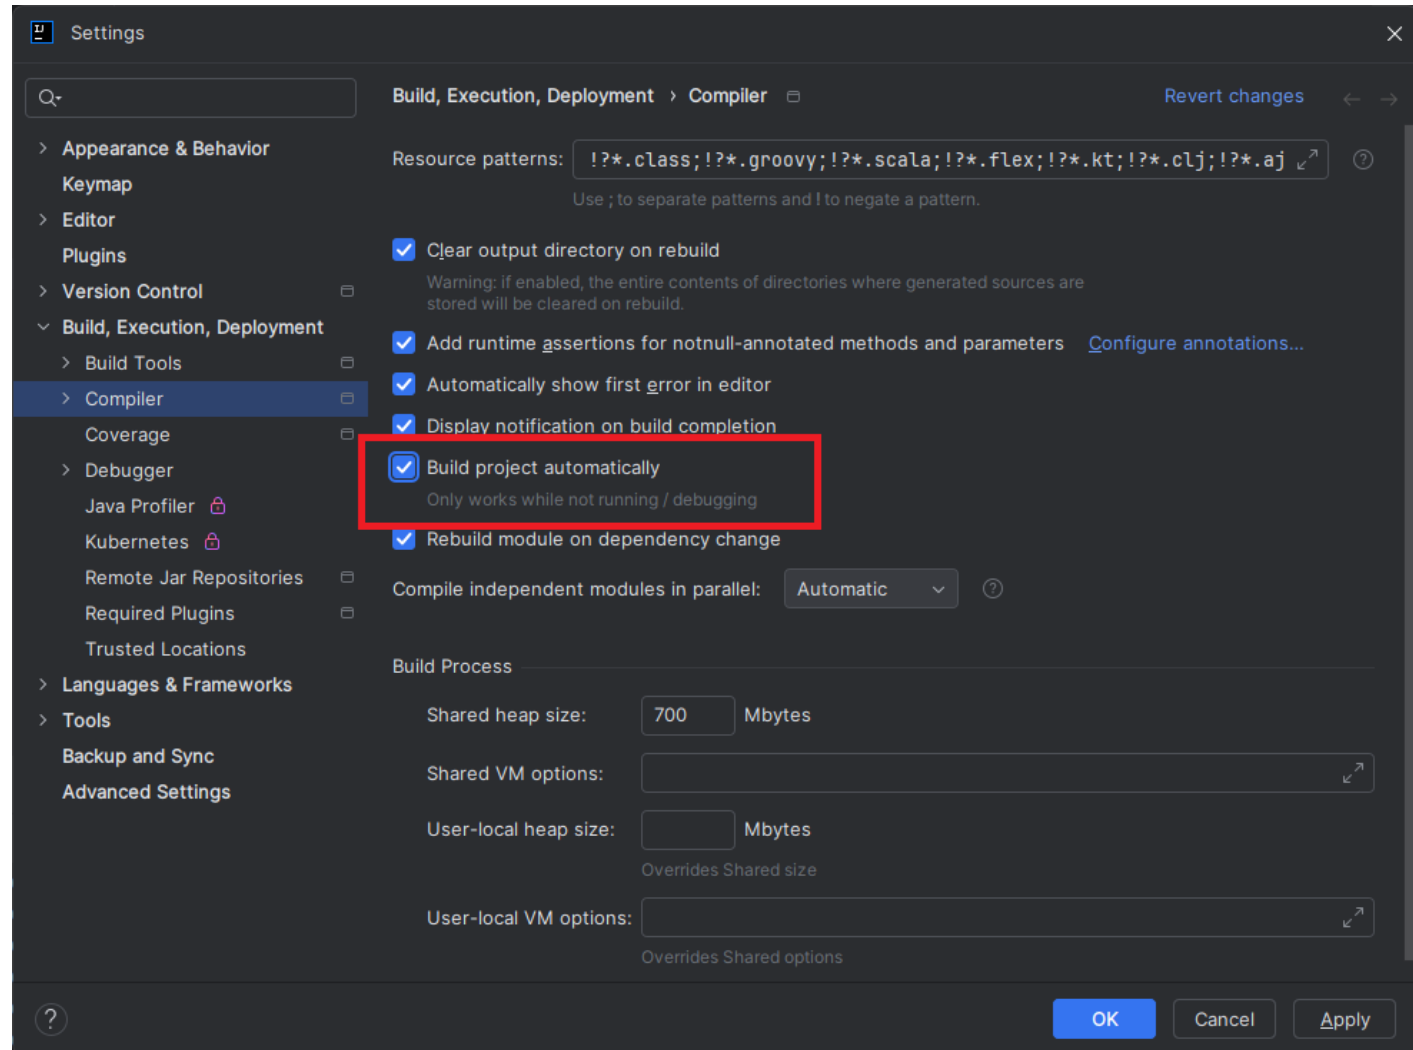 IJ
Settings
Build, Execution, Deployment › Compiler
Revert changes
Appearance & Behavior
Keymap
Editor
Plugins
Version Control
Build, Execution, Deployment
Build Tools
Compiler
Coverage
Debugger
Java Profiler
Kubernetes
Remote Jar Repositories
Required Plugins
Trusted Locations
Languages & Frameworks
Tools
Backup and Sync
Advanced Settings
Resource patterns: !?*.class;!?*.groovy;!?*.scala;!?*.flex;!?*.kt;!?*.clj;!?*.aj
Use ; to separate patterns and ! to negate a pattern.
Clear output directory on rebuild
Warning: if enabled, the entire contents of directories where generated sources are
stored will be cleared on rebuild.
Add runtime assertions for notnull-annotated methods and parameters Configure annotations...
Automatically show first error in editor
Display notification on build completion
Build project automatically
Only works while not running / debugging
Rebuild module on dependency change
Compile independent modules in parallel: Automatic
Build Process
Shared heap size: 700 Mbytes
Shared VM options:
User-local heap size: Mbytes
Overrides Shared size
User-local VM options:
Overrides Shared options
?
OK Cancel Apply